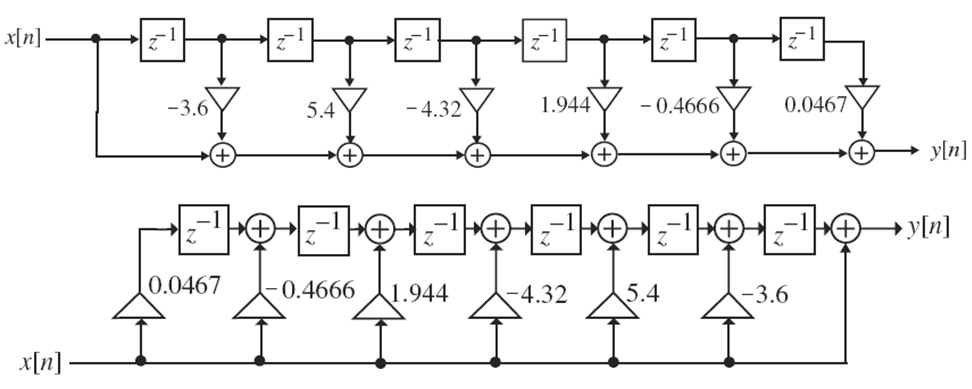 x[n] z⁻¹ z⁻¹ z⁻¹ z⁻¹ z⁻¹ z⁻¹
-3.6 5.4 -4.32 1.944 -0.4666 0.0467
+ + + + + + y[n]
z⁻¹ + z⁻¹ + z⁻¹ + z⁻¹ + z⁻¹ + z⁻¹ + y[n]
0.0467 -0.4666 1.944 -4.32 5.4 -3.6
x[n]